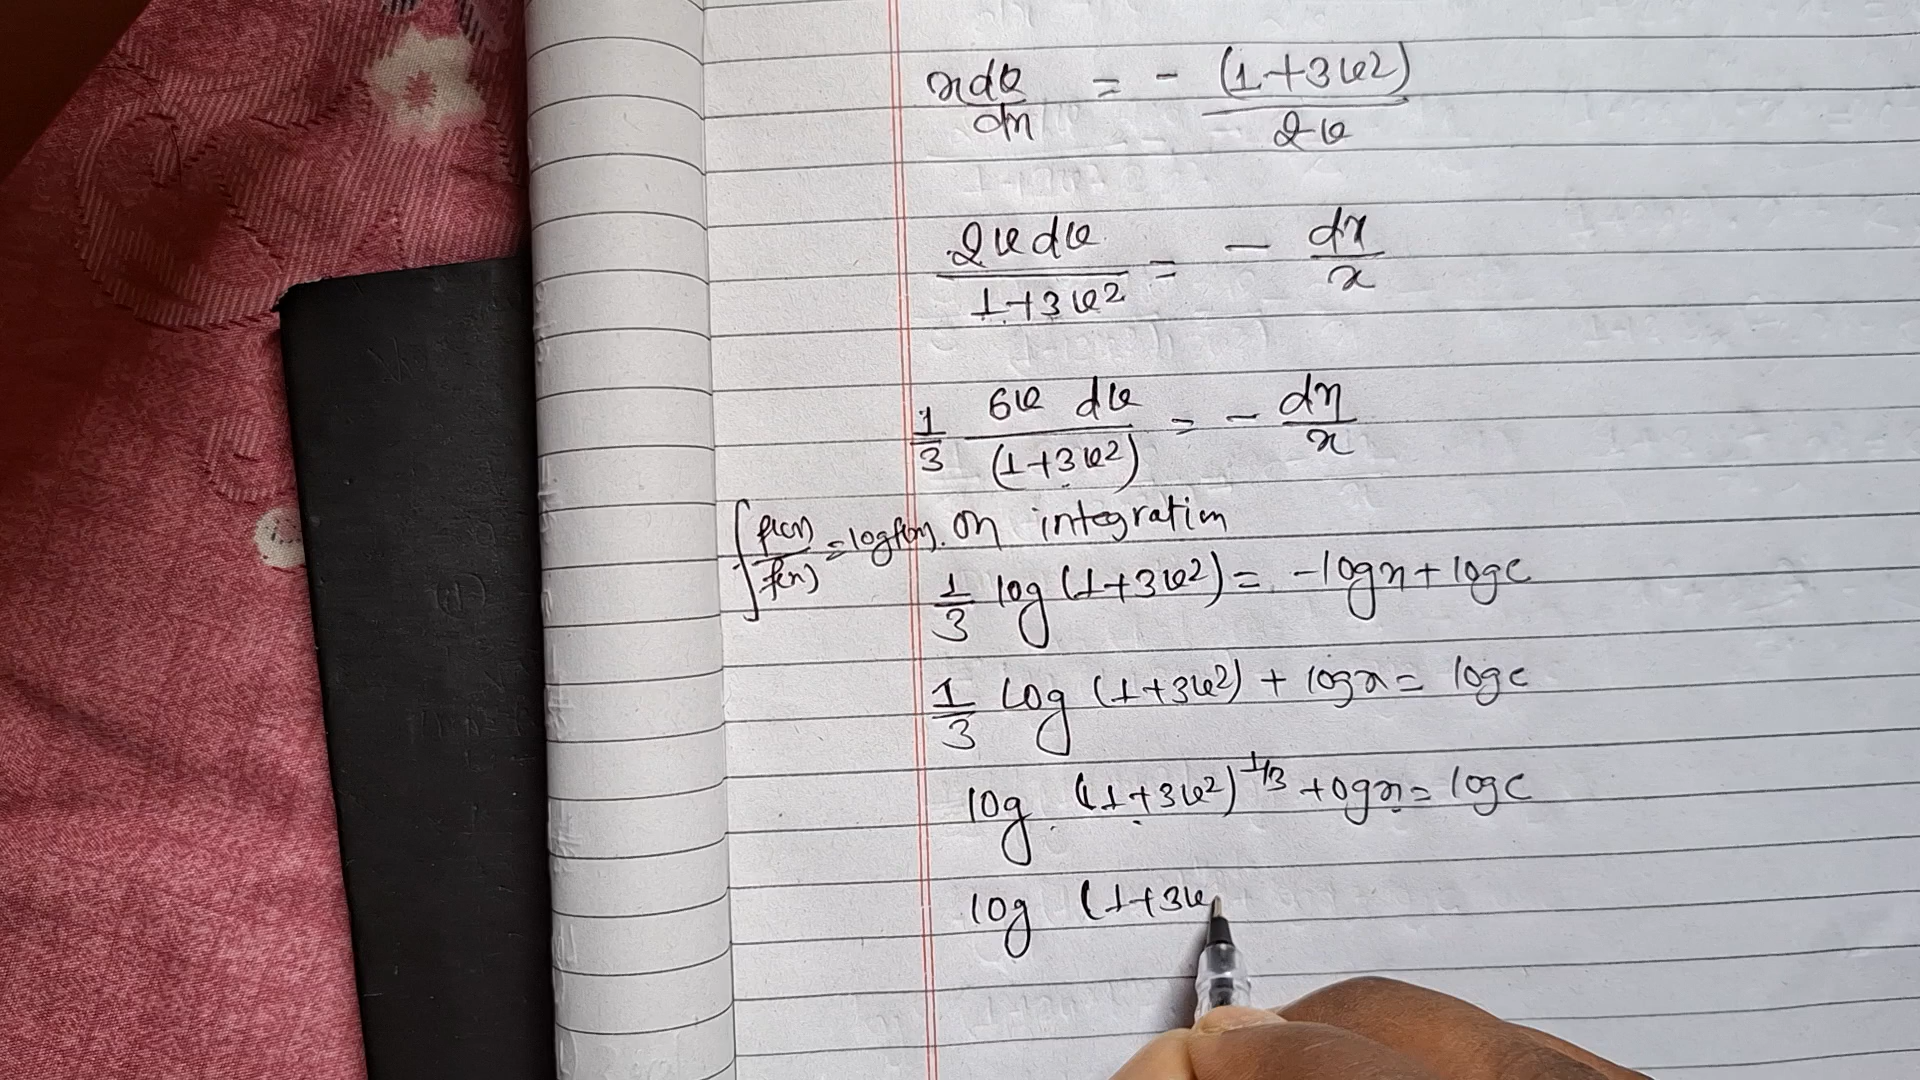 x dv/dx = - (1+3v²)/2v
2v dv/1+3v² = - dx/x
1/3 6v dv/(1+3v²) = - dx/x
∫ f'(x)/f(x) = log f(x). On integration
1/3 log (1+3v²) = -log x + log c
1/3 log (1+3v²) + log x = log c
log (1+3v²)^1/3 + og x = log c
log (1+3v